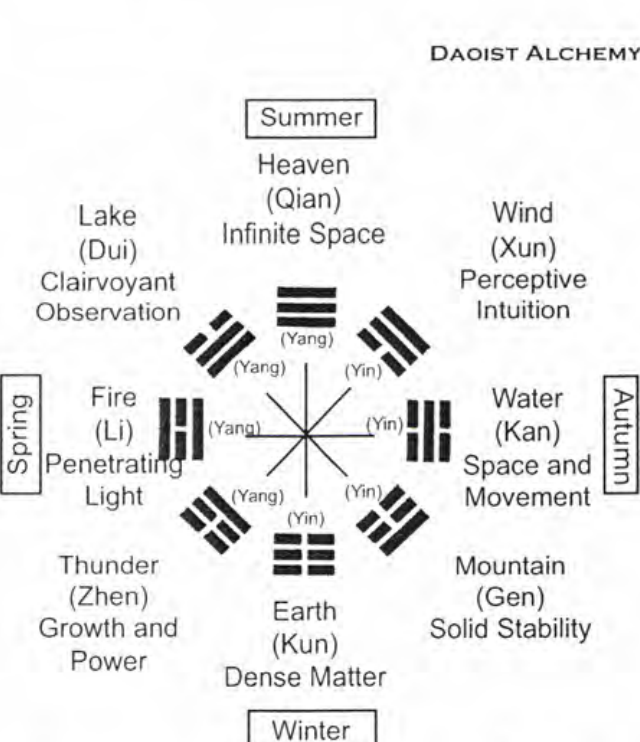 DAOIST ALCHEMY
Summer
Heaven
(Qian)
Infinite Space
Lake
(Dui)
Clairvoyant
Observation
Wind
(Xun)
Perceptive
Intuition
(Yang)
(Yang)
(Yin)
Spring
Fire
(Li)
Penetrating
Light
(Yang)
(Yin)
Water
(Kan)
Space and
Movement
Autumn
(Yang)
(Yin)
(Yin)
Thunder
(Zhen)
Growth and
Power
Earth
(Kun)
Dense Matter
Mountain
(Gen)
Solid Stability
Winter